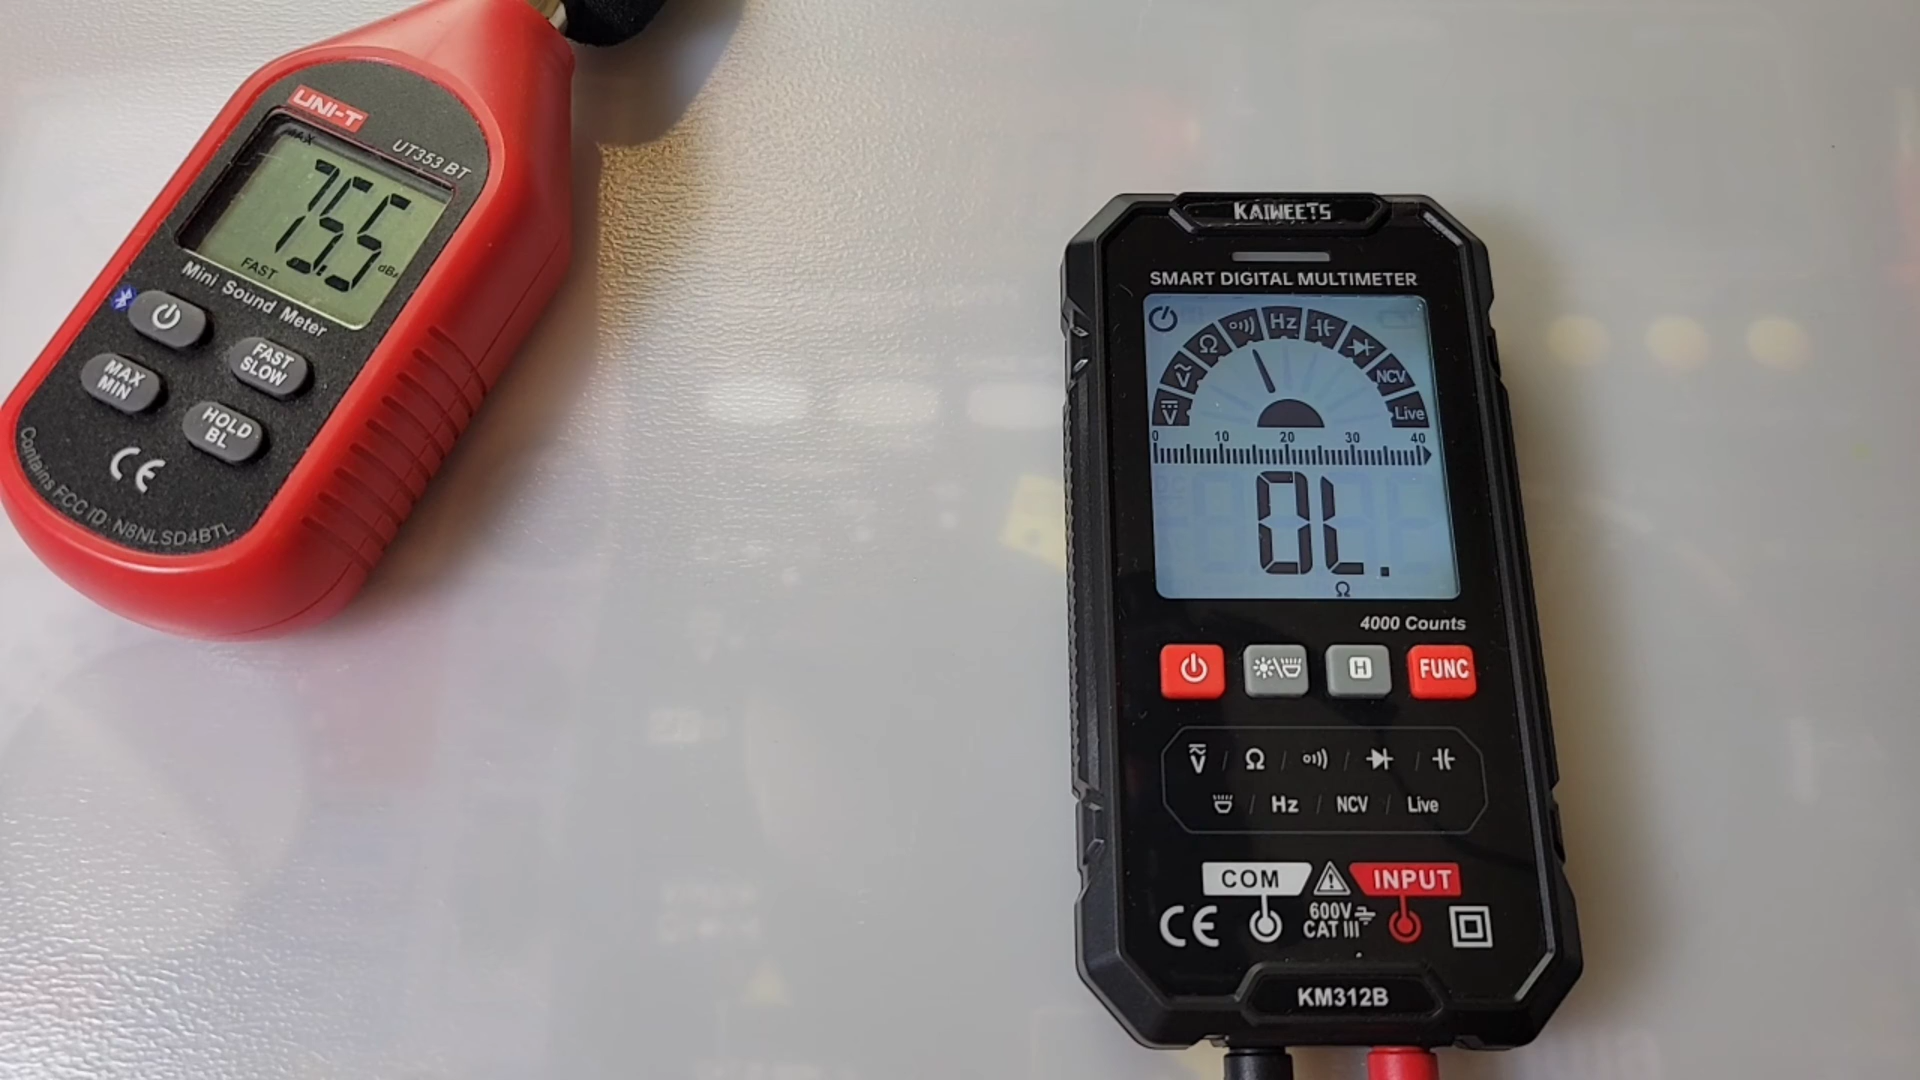 UNI-T
UT353 BT
MAX
75.5
dBA
FAST
Mini Sound Meter
FAST
SLOW
MAX
MIN
HOLD
BL
CE
Contains FCC ID: N8NLSD4BTL
KAIWEETS
SMART DIGITAL MULTIMETER
V Ω Hz NCV Live
0 10 20 30 40
OL.
Ω
4000 Counts
H FUNC
V / Ω / / /
/ Hz / NCV / Live
COM INPUT
CE 600V
CAT III
KM312B